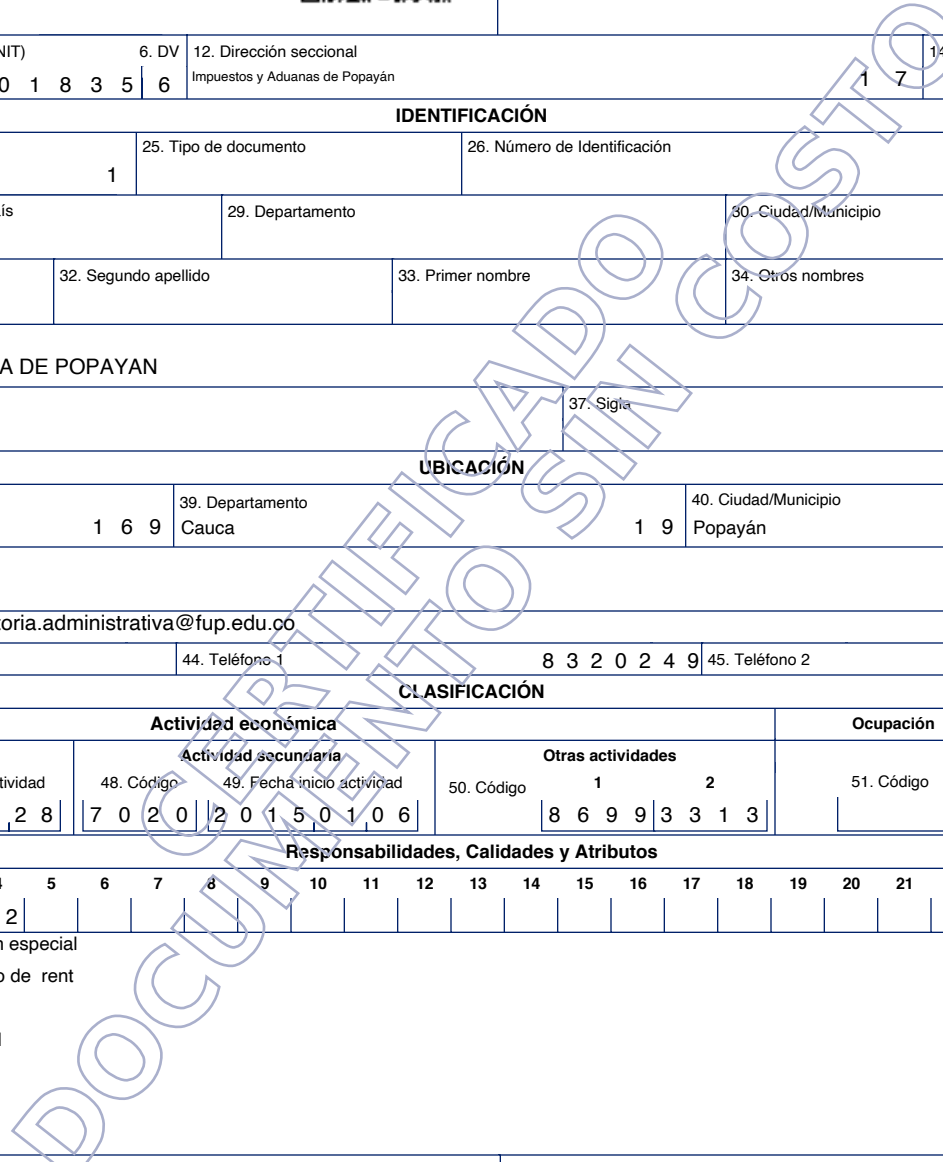 NIT) 6. DV 12. Dirección seccional 14
0 1 8 3 5 6 Impuestos y Aduanas de Popayán 1 7
IDENTIFICACIÓN
25. Tipo de documento 26. Número de Identificación
1
ís 29. Departamento 30. Ciudad/Municipio
32. Segundo apellido 33. Primer nombre 34. Otros nombres
A DE POPAYAN
37. Sigla
UBICACIÓN
39. Departamento 40. Ciudad/Municipio
1 6 9 Cauca 1 9 Popayán
toria.administrativa@fup.edu.co
44. Teléfono 1 8 3 2 0 2 4 9 45. Teléfono 2
CLASIFICACIÓN
Actividad económica Ocupación
Actividad secundaria Otras actividades
tividad 48. Código 49. Fecha inicio actividad 50. Código 1 2 51. Código
2 8 7 0 2 0 2 0 1 5 0 1 0 6 8 6 9 9 3 3 1 3
Responsabilidades, Calidades y Atributos
4 5 6 7 8 9 10 11 12 13 14 15 16 17 18 19 20 21
2
n especial
o de rent
CERTIFICADO
DOCUMENTO SIN COSTO